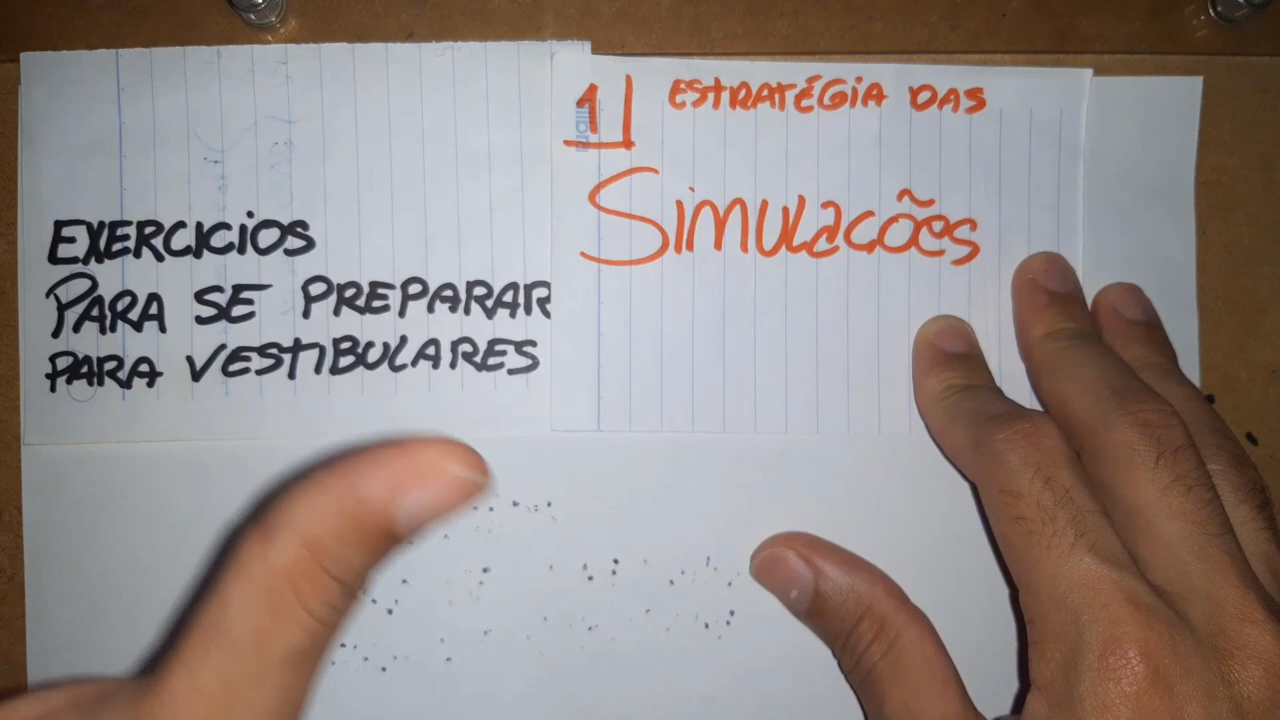 EXERCICIOS
PARA SE PREPARAR
PARA VESTIBULARES
1 ESTRATÉGIA DAS
SIMULAcÕes